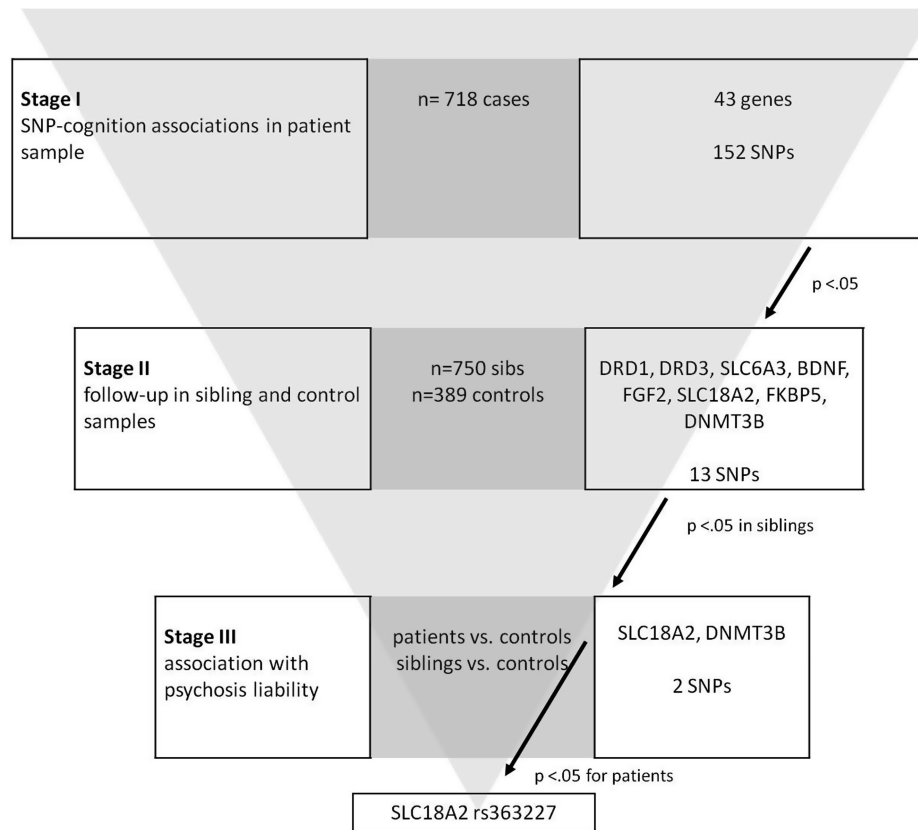 Stage I
SNP-cognition associations in patient
sample
n= 718 cases
43 genes
152 SNPs
p <.05
Stage II
follow-up in sibling and control
samples
n=750 sibs
n=389 controls
DRD1, DRD3, SLC6A3, BDNF,
FGF2, SLC18A2, FKBP5,
DNMT3B
13 SNPs
p <.05 in siblings
Stage III
association with
psychosis liability
patients vs. controls
siblings vs. controls
SLC18A2, DNMT3B
2 SNPs
p <.05 for patients
SLC18A2 rs363227